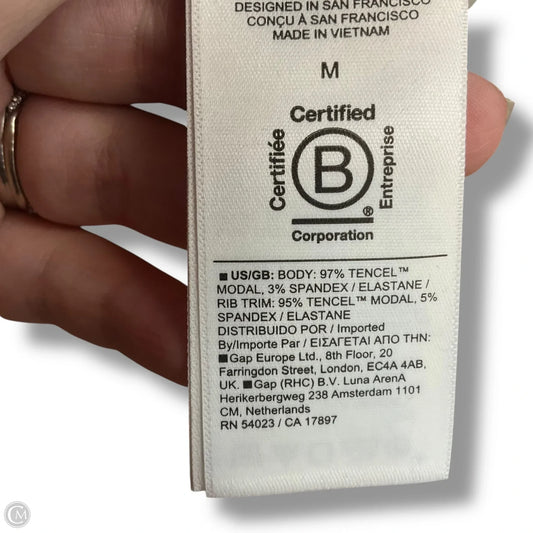 DESIGNED IN SAN FRANCISCO
CONÇU À SAN FRANCISCO
MADE IN VIETNAM
M
Certified
Certifiée
B
Entreprise
®
Corporation
■ US/GB: BODY: 97% TENCEL™
MODAL, 3% SPANDEX / ELASTANE /
RIB TRIM: 95% TENCEL™ MODAL, 5%
SPANDEX / ELASTANE
DISTRIBUIDO POR / Imported
By/Importe Par / ΕΙΣΑΓΕΤΑΙ ΑΠΟ ΤΗΝ:
■Gap Europe Ltd., 8th Floor, 20
Farringdon Street, London, EC4A 4AB,
UK. ■Gap (RHC) B.V. Luna ArenA
Herikerbergweg 238 Amsterdam 1101
CM, Netherlands
RN 54023 / CA 17897
CM